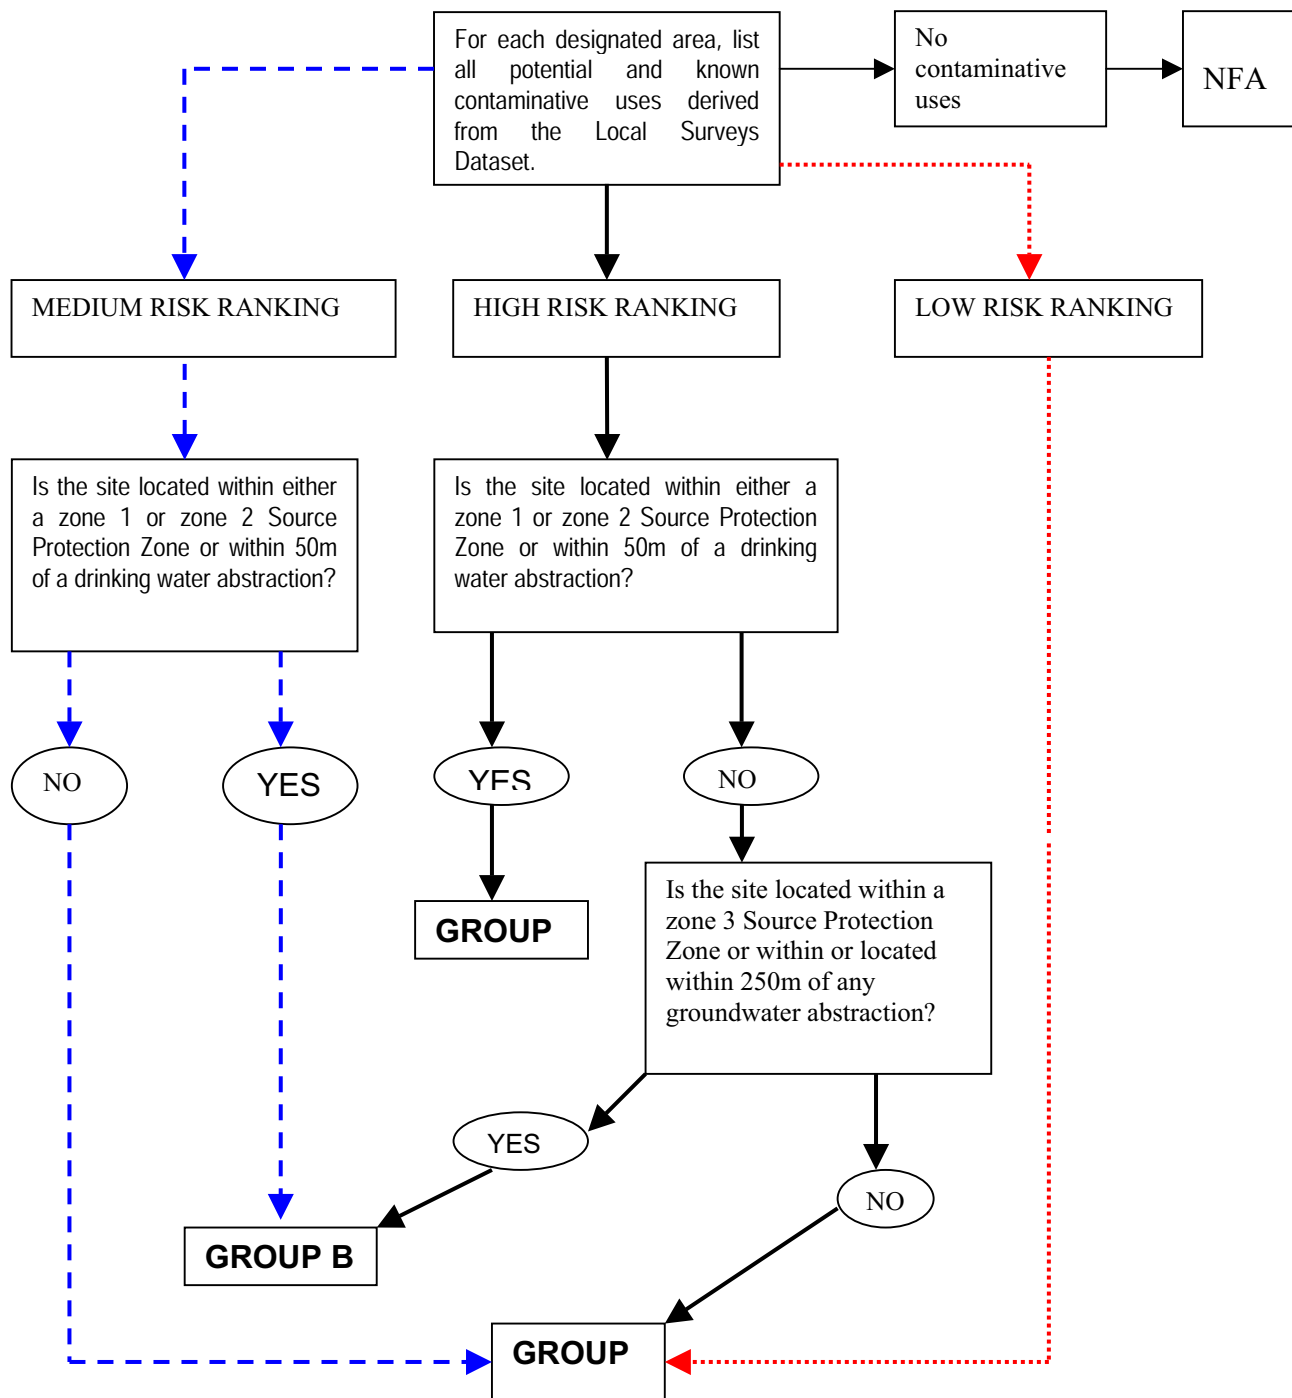 For each designated area, list
all potential and known
contaminative uses derived
from the Local Surveys
Dataset.
No
contaminative
uses
NFA
MEDIUM RISK RANKING
HIGH RISK RANKING
LOW RISK RANKING
Is the site located within either
a zone 1 or zone 2 Source
Protection Zone or within 50m
of a drinking water abstraction?
Is the site located within either a
zone 1 or zone 2 Source Protection
Zone or within 50m of a drinking
water abstraction?
NO
YES
YES
NO
Is the site located within a
zone 3 Source Protection
Zone or within or located
within 250m of any
groundwater abstraction?
GROUP
YES
NO
GROUP B
GROUP